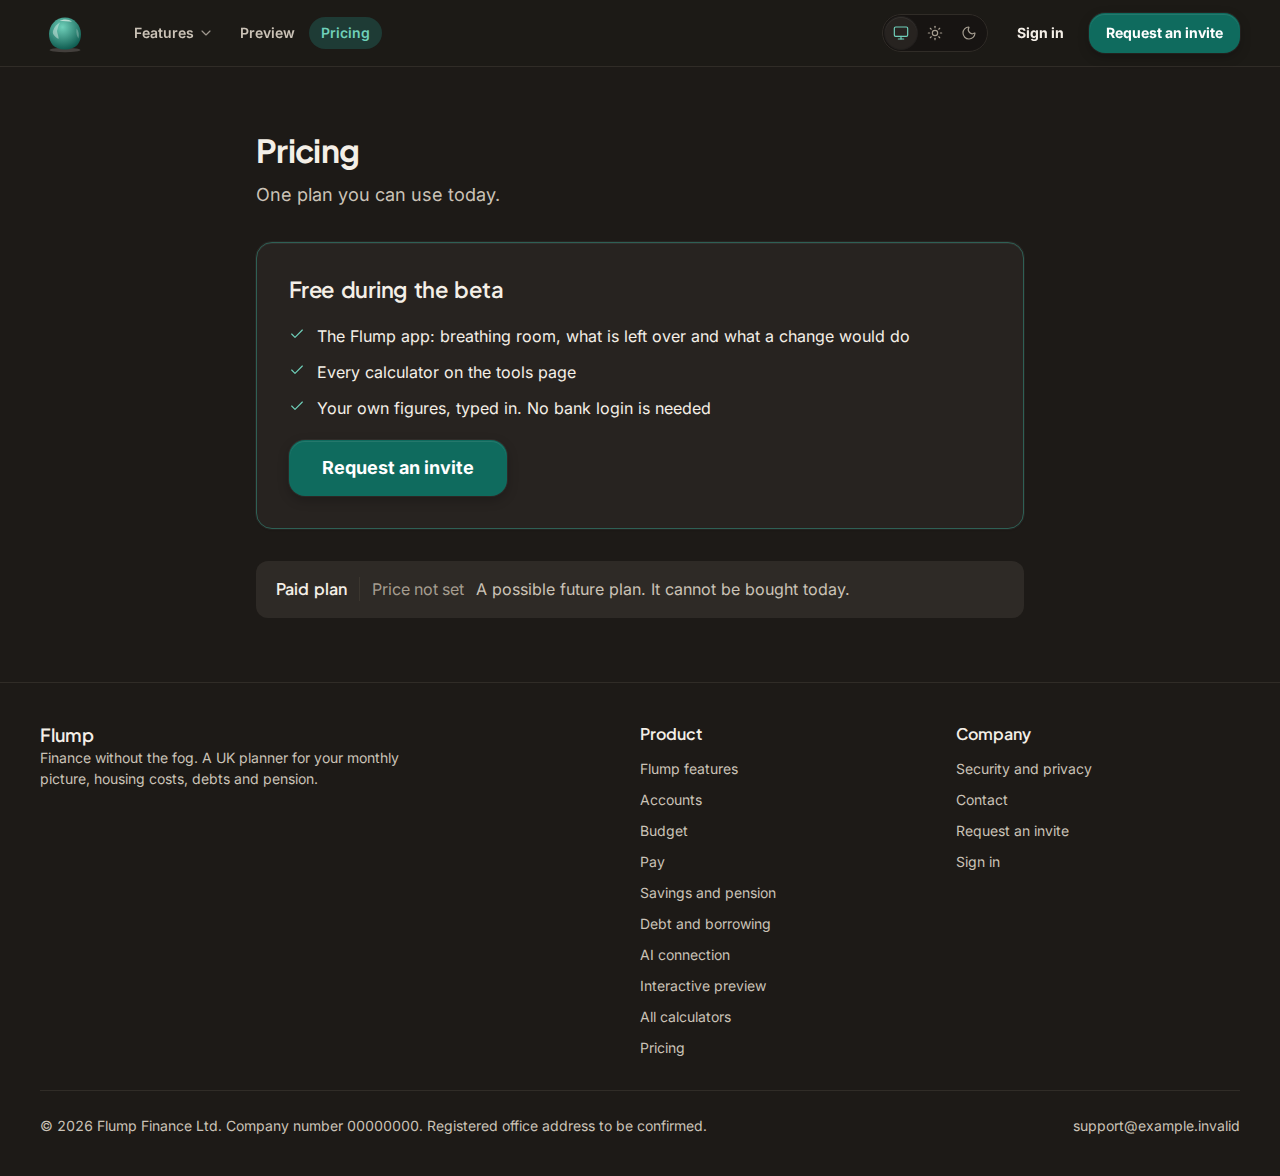 Features
Preview
Pricing
Sign in
Request an invite
Pricing
One plan you can use today.
Free during the beta
The Flump app: breathing room, what is left over and what a change would do
Every calculator on the tools page
Your own figures, typed in. No bank login is needed
Request an invite
Paid plan
Price not set
A possible future plan. It cannot be bought today.
Flump
Finance without the fog. A UK planner for your monthly
picture, housing costs, debts and pension.
Product
Flump features
Accounts
Budget
Pay
Savings and pension
Debt and borrowing
AI connection
Interactive preview
All calculators
Pricing
Company
Security and privacy
Contact
Request an invite
Sign in
© 2026 Flump Finance Ltd. Company number 00000000. Registered office address to be confirmed.
support@example.invalid